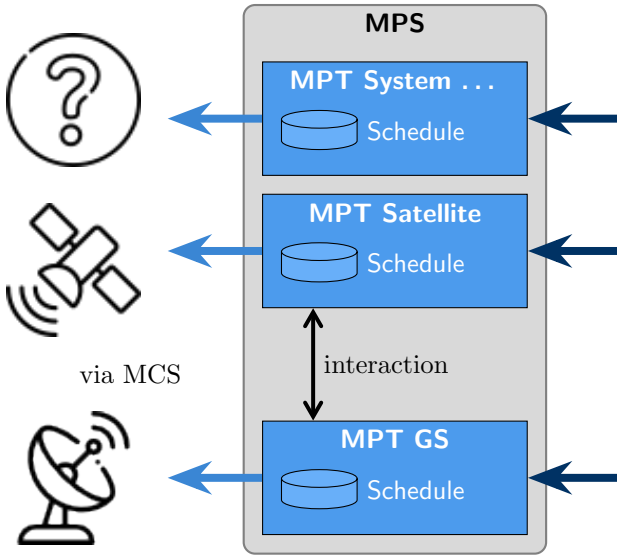 MPS
MPT System ...
Schedule
MPT Satellite
Schedule
interaction
via MCS
MPT GS
Schedule